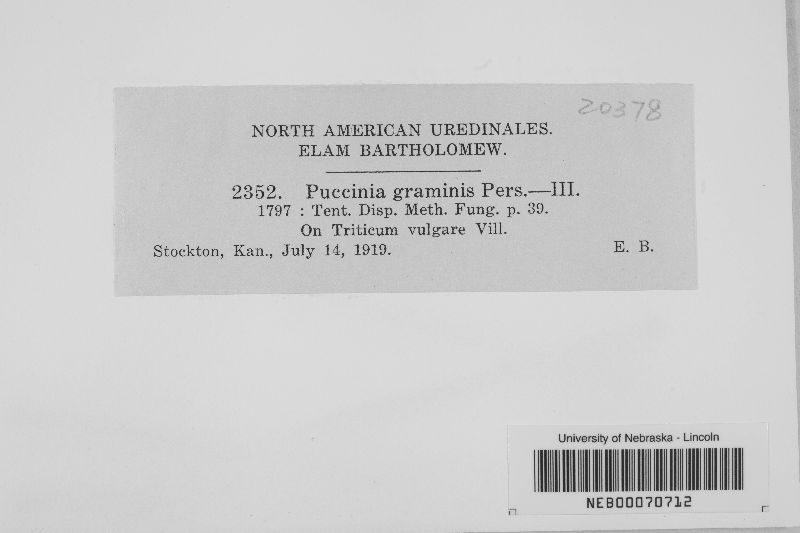 20378
NORTH AMERICAN UREDINALES.
ELAM BARTHOLOMEW.
2352. Puccinia graminis Pers.—III.
1797 : Tent. Disp. Meth. Fung. p. 39.
On Triticum vulgare Vill.
Stockton, Kan., July 14, 1919. E. B.
University of Nebraska - Lincoln
NEB00070712